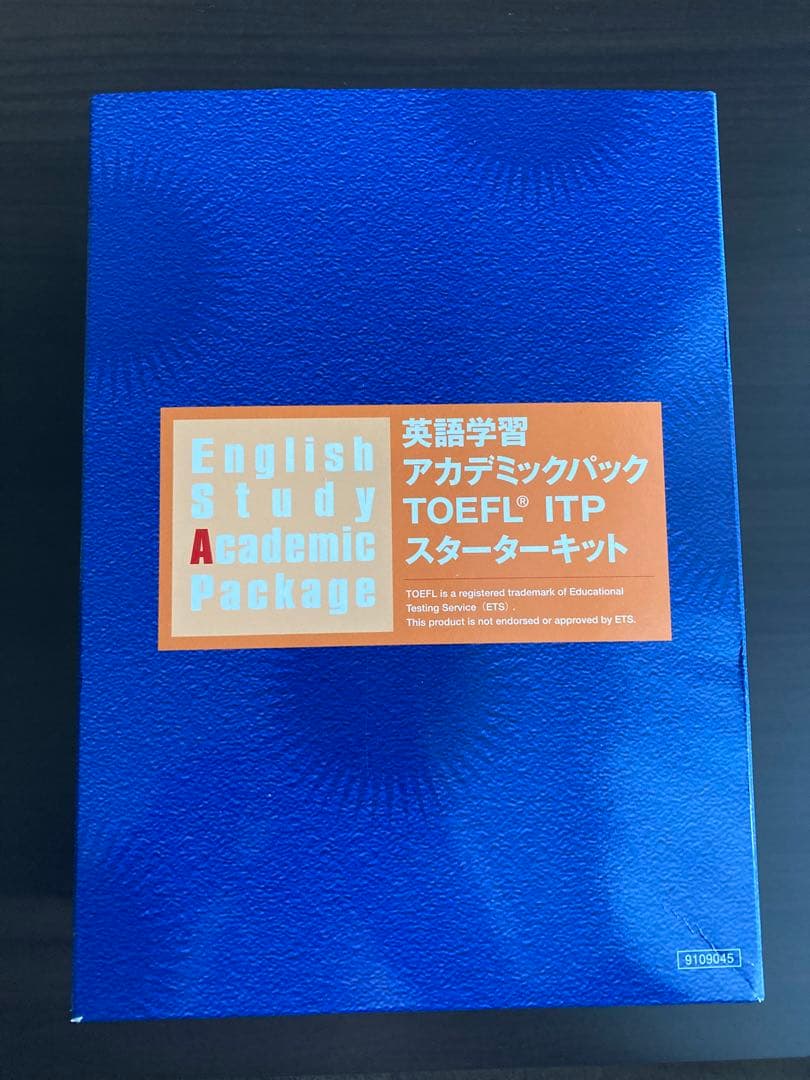 English
Study
Academic
Package
英語学習
アカデミックパック
TOEFL® ITP
スターターキット
TOEFL is a registered trademark of Educational
Testing Service（ETS）.
This product is not endorsed or approved by ETS.
9109045